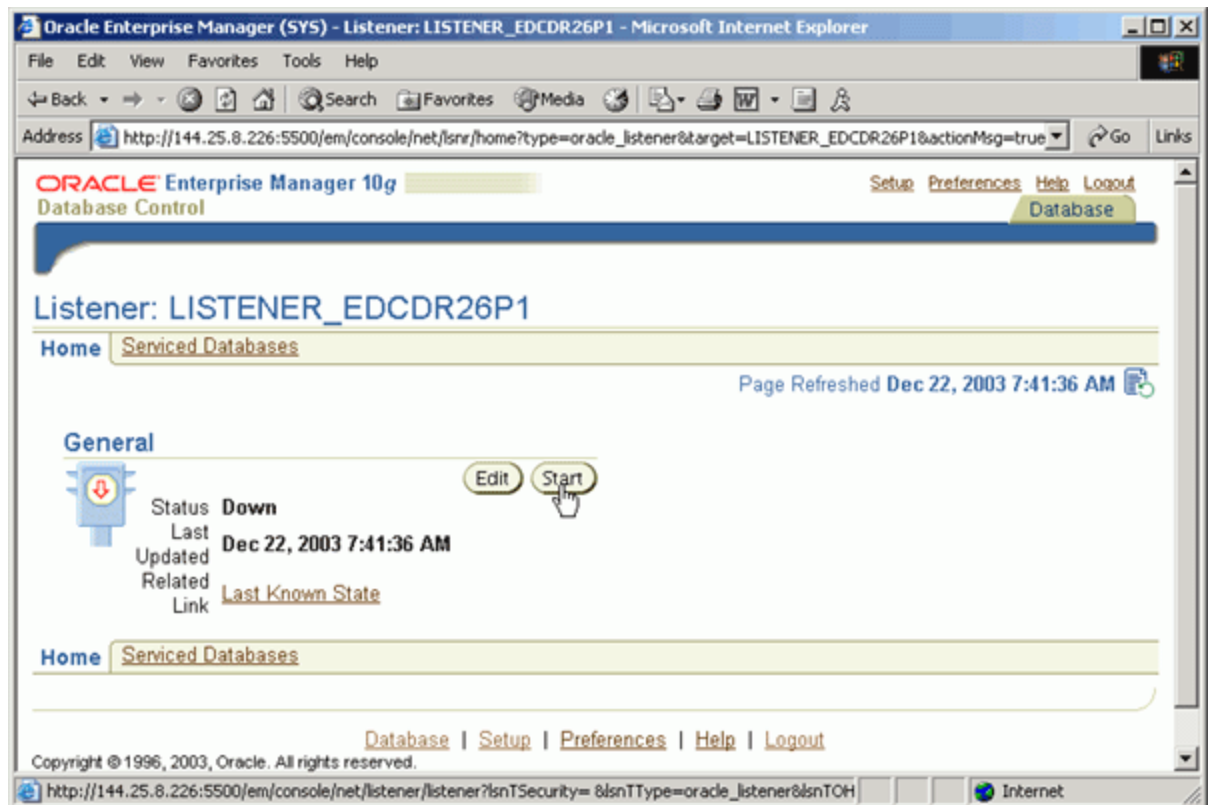 Oracle Enterprise Manager (SYS) - Listener: LISTENER_EDCDR26P1 - Microsoft Internet Explorer
File Edit View Favorites Tools Help
Back Search Favorites Media
Address http://144.25.8.226:5500/em/console/net/lsnr/home?type=oracle_listener&target=LISTENER_EDCDR26P1&actionMsg=true Go Links
ORACLE Enterprise Manager 10g
Database Control
Setup Preferences Help Logout
Database
Listener: LISTENER_EDCDR26P1
Home Serviced Databases
Page Refreshed Dec 22, 2003 7:41:36 AM
General
Edit Start
Status Down
Last Updated Dec 22, 2003 7:41:36 AM
Related Link Last Known State
Home Serviced Databases
Database | Setup | Preferences | Help | Logout
Copyright © 1996, 2003, Oracle. All rights reserved.
http://144.25.8.226:5500/em/console/net/listener/listener?lsnTSecurity= &lsnTType=oracle_listener&lsnTOH Internet